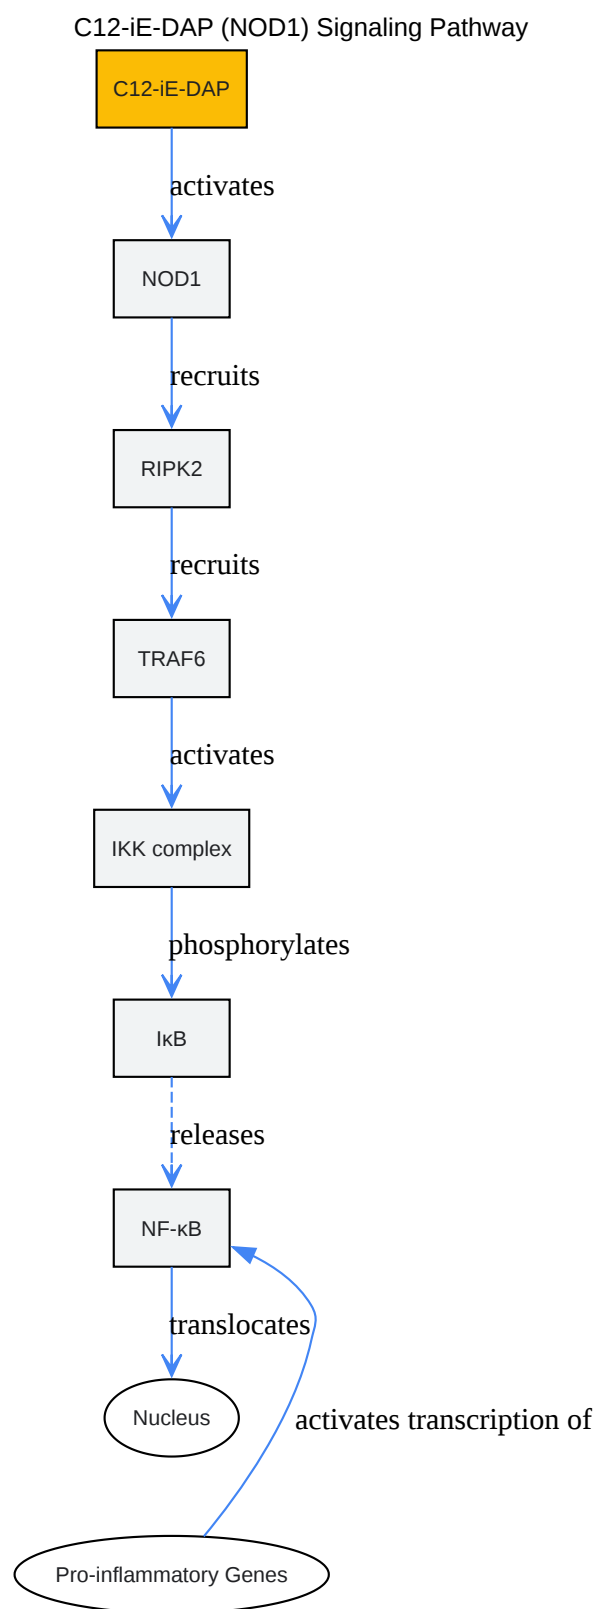 C12-iE-DAP (NOD1) Signaling Pathway
C12-iE-DAP
activates
NOD1
recruits
RIPK2
recruits
TRAF6
activates
IKK complex
phosphorylates
IκB
releases
NF-κB
translocates
Nucleus
activates transcription of
Pro-inflammatory Genes